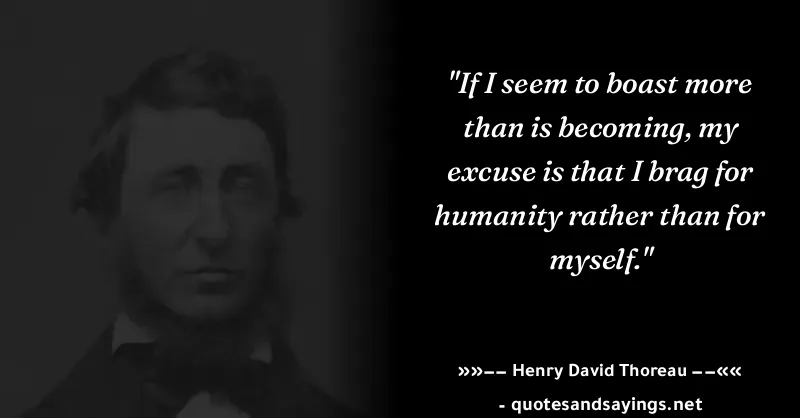 "If I seem to boast more
than is becoming, my
excuse is that I brag for
humanity rather than for
myself."
»»−− Henry David Thoreau −−««
- quotesandsayings.net